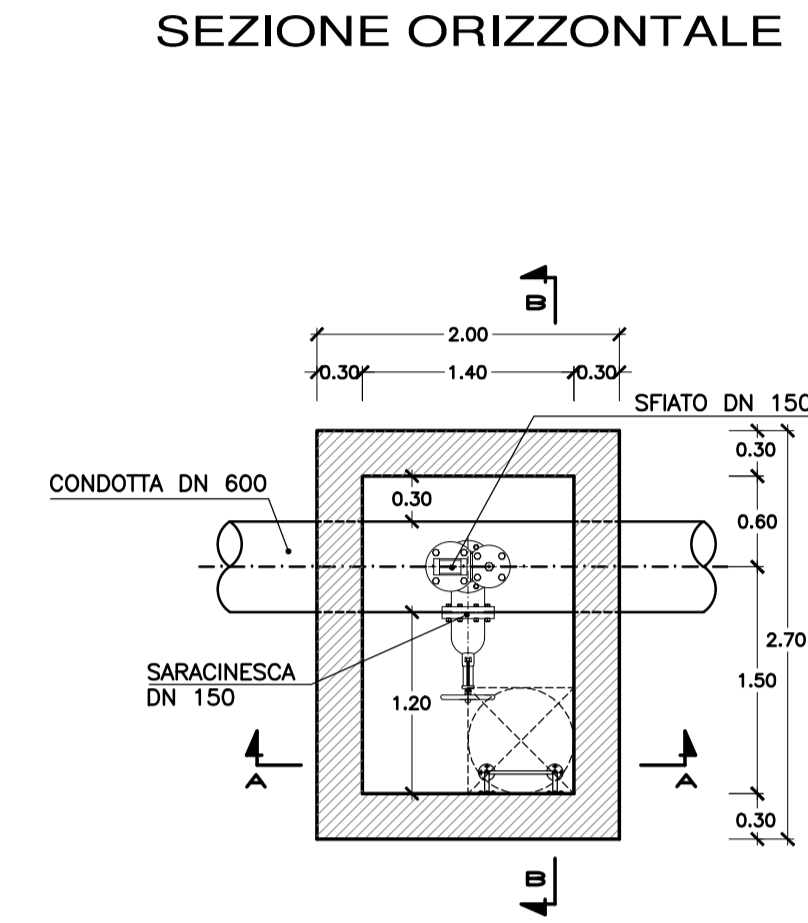 SEZIONE ORIZZONTALE
B
2.00
0.30 1.40 0.30
SFIATO DN 150
0.30
CONDOTTA DN 600
0.30
0.60
2.70
SARACINESCA
DN 150
1.20
1.50
A A
0.30
B